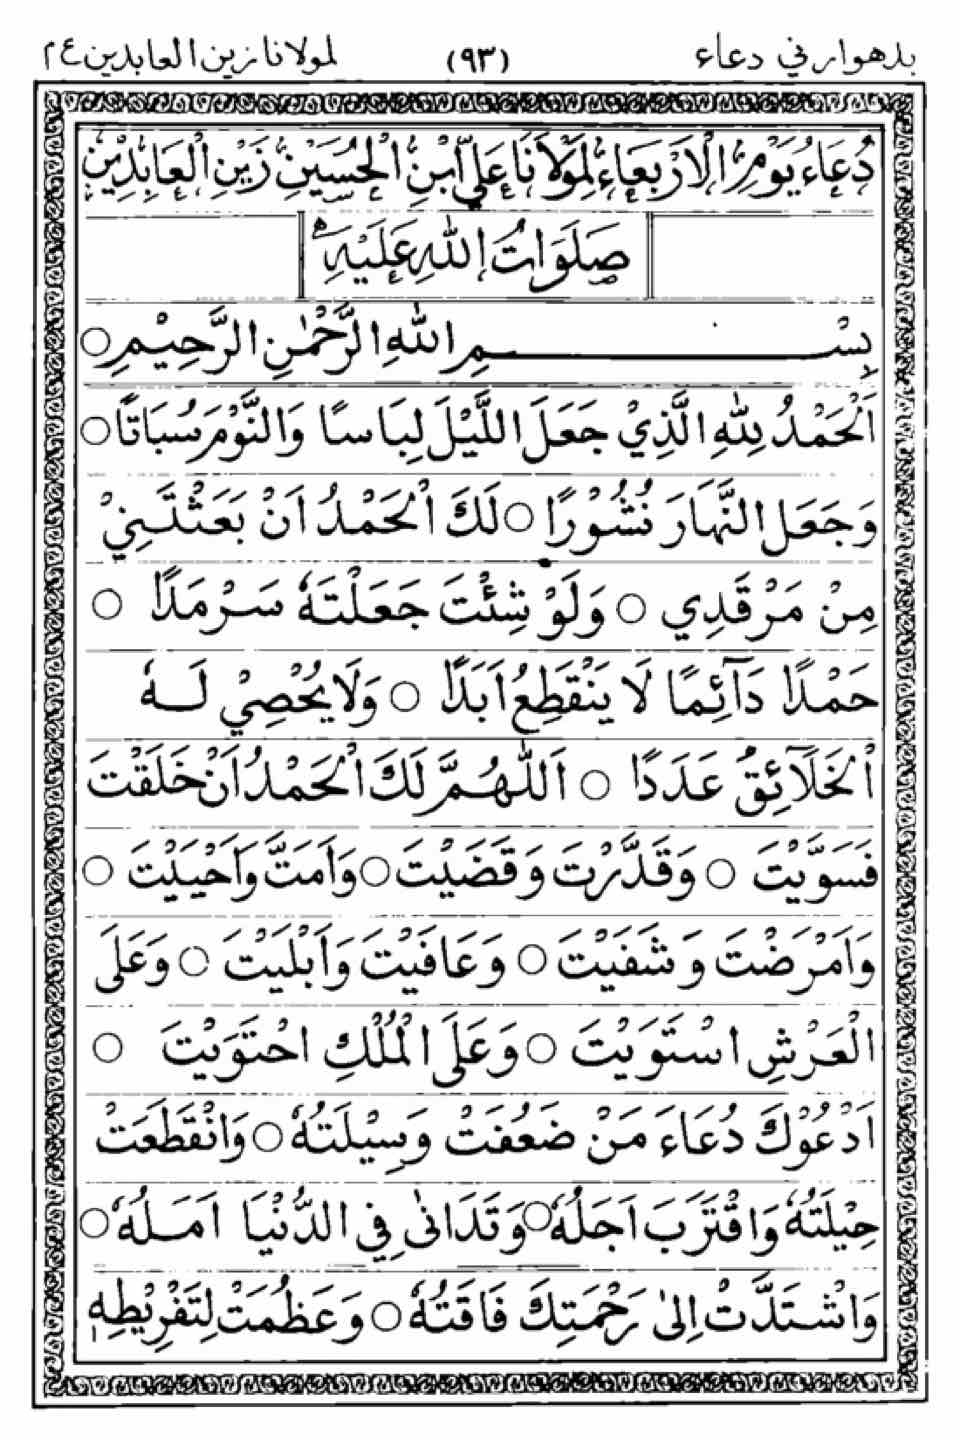 بدهوار ني دعاء (٩٣) لمولانا زين العابدين ع م
دُعَاءُ يَوْمِ الْاَرْبَعَاءِ لِمَوْلَانَا عَلِيِّ ابْنِ الْحُسَيْنِ زَيْنِ الْعَابِدِيْنِ
صَلَوَاتُ اللهِ عَلَيْهِ
بِسْمِ اللهِ الرَّحْمٰنِ الرَّحِيْمِ ○
اَلْحَمْدُ لِلّٰهِ الَّذِيْ جَعَلَ اللَّيْلَ لِبَاسًا وَالنَّوْمَ سُبَاتًا ○
وَجَعَلَ النَّهَارَ نُشُوْرًا ○ لَكَ الْحَمْدُ اَنْ بَعَثْتَنِيْ
مِنْ مَرْقَدِي ○ وَلَوْ شِئْتَ جَعَلْتَهٗ سَرْمَدًا ○
حَمْدًا دَآئِمًا لَا يَنْقَطِعُ اَبَدًا ○ وَلَا يُحْصِيْ لَهٗ
الْخَلَآئِقُ عَدَدًا ○ اَللّٰهُمَّ لَكَ الْحَمْدُ اَنْ خَلَقْتَ
فَسَوَّيْتَ ○ وَقَدَّرْتَ وَقَضَيْتَ ○ وَاَمَتَّ وَاَحْيَيْتَ ○
وَاَمْرَضْتَ وَشَفَيْتَ ○ وَعَافَيْتَ وَاَبْلَيْتَ ○ وَعَلَى
الْعَرْشِ اسْتَوَيْتَ ○ وَعَلَى الْمُلْكِ احْتَوَيْتَ ○
اَدْعُوْكَ دُعَاءَ مَنْ ضَعُفَتْ وَسِيْلَتُهٗ ○ وَانْقَطَعَتْ
حِيْلَتُهٗ وَاقْتَرَبَ اَجَلُهٗ ○ وَتَدَانٰى فِي الدُّنْيَا اَمَلُهٗ ○
وَاشْتَدَّتْ اِلٰى رَحْمَتِكَ فَاقَتُهٗ ○ وَعَظُمَتْ لِتَفْرِيْطِهٖ